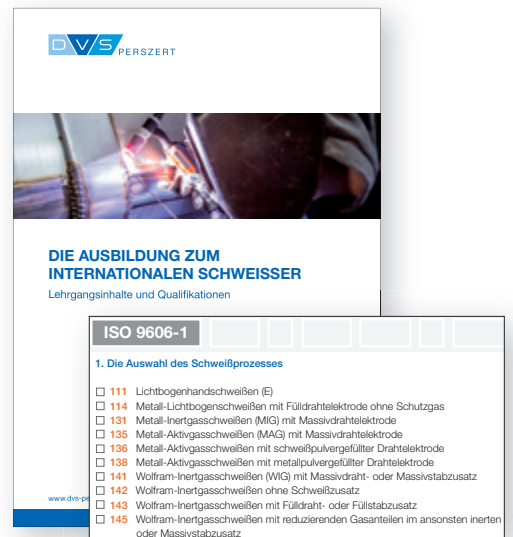 DVS
PERSZERT
DIE AUSBILDUNG ZUM
INTERNATIONALEN SCHWEISSER
Lehrgangsinhalte und Qualifikationen
ISO 9606-1
1. Die Auswahl des Schweißprozesses
111 Lichtbogenhandschweißen (E)
114 Metall-Lichtbogenschweißen mit Fülldrahtelektrode ohne Schutzgas
131 Metall-Inertgasschweißen (MIG) mit Massivdrahtelektrode
135 Metall-Aktivgasschweißen (MAG) mit Massivdrahtelektrode
136 Metall-Aktivgasschweißen mit schweißpulvergefüllter Drahtelektrode
138 Metall-Aktivgasschweißen mit metallpulvergefüllter Drahtelektrode
141 Wolfram-Inertgasschweißen (WIG) mit Massivdraht- oder Massivstabzusatz
142 Wolfram-Inertgasschweißen ohne Schweißzusatz
143 Wolfram-Inertgasschweißen mit Fülldraht- oder Füllstabzusatz
145 Wolfram-Inertgasschweißen mit reduzierenden Gasanteilen im ansonsten inerten
oder Massivstabzusatz
www.dvs-pe